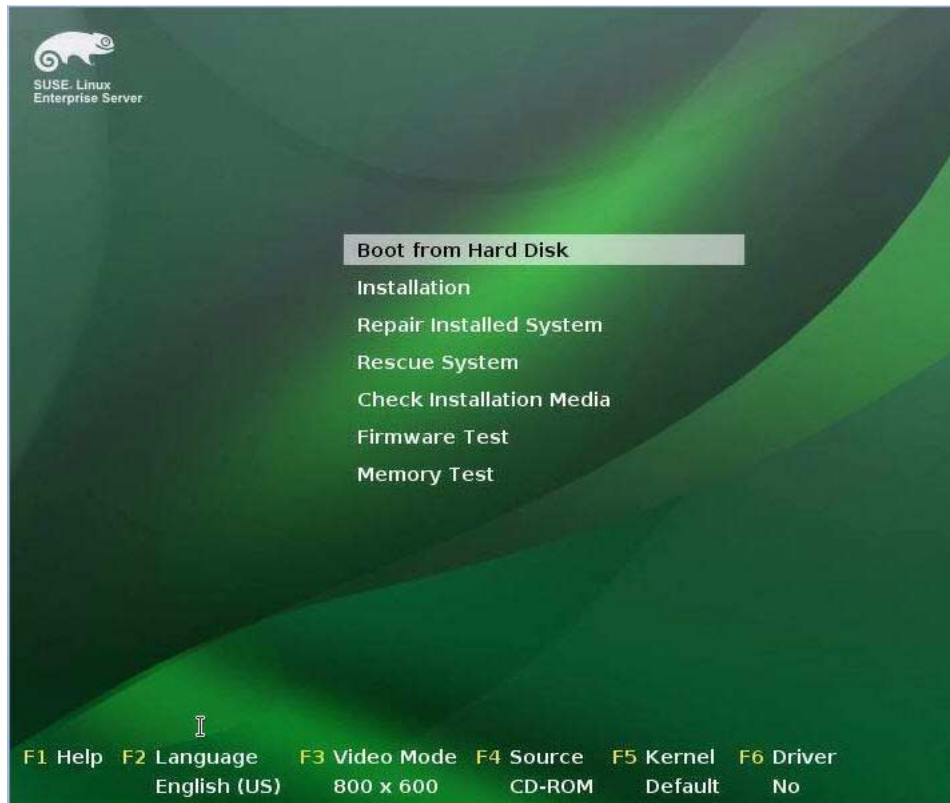 SUSE. Linux
Enterprise Server
Boot from Hard Disk
Installation
Repair Installed System
Rescue System
Check Installation Media
Firmware Test
Memory Test
F1 Help F2 Language F3 Video Mode F4 Source F5 Kernel F6 Driver
English (US) 800 x 600 CD-ROM Default No